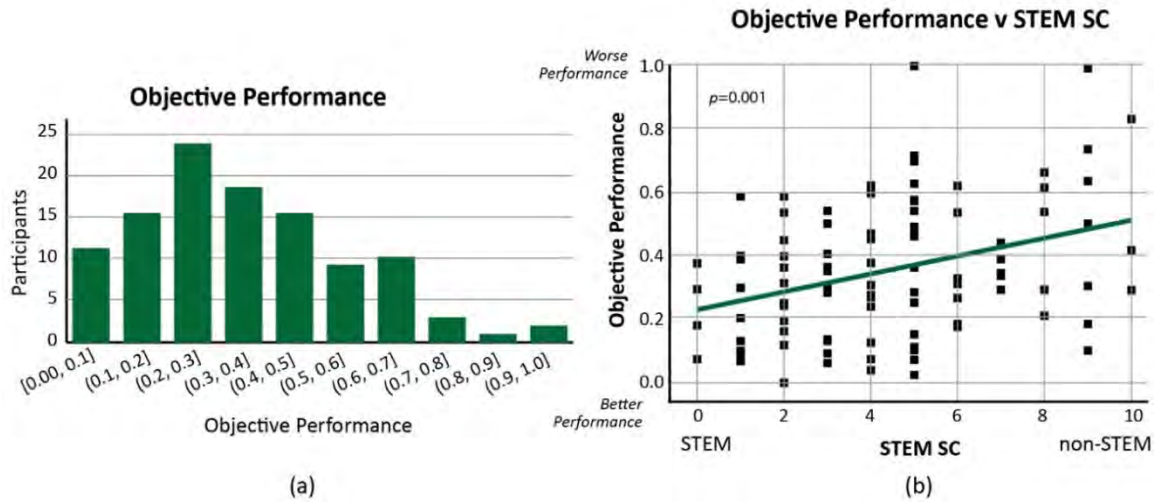 Objective Performance
25
20
15
10
5
0
Participants
[0.00, 0.1]
(0.1, 0.2]
(0.2, 0.3]
(0.3, 0.4]
(0.4, 0.5]
(0.5, 0.6]
(0.6, 0.7]
(0.7, 0.8]
(0.8, 0.9]
(0.9, 1.0]
Objective Performance
(a)
Objective Performance v STEM SC
Worse
Performance
1.0
0.8
0.6
0.4
0.2
0.0
Objective Performance
p=0.001
Better
Performance
0 2 4 6 8 10
STEM STEM SC non-STEM
(b)